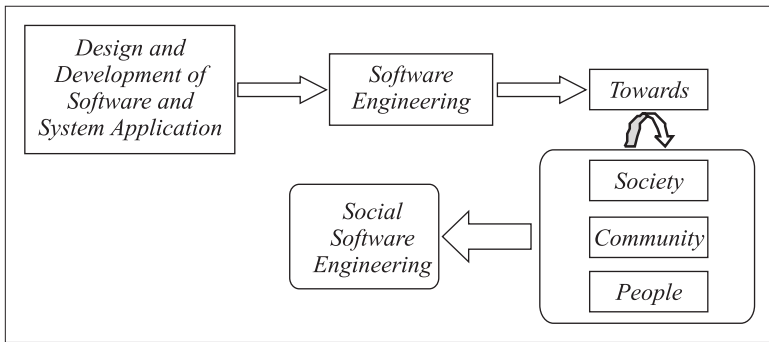 Design and
Development of
Software and
System Application
Software
Engineering
Towards
Society
Community
People
Social
Software
Engineering